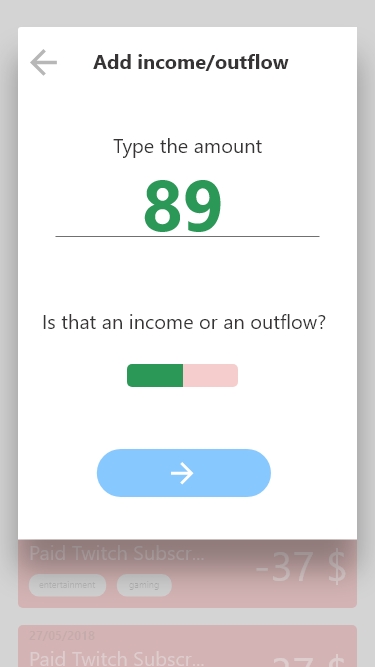 Add income/outflow
Type the amount
89
Is that an income or an outflow?
Paid Twitch Subscr...
-37 $
entertainment gaming
27/05/2018
Paid Twitch Subscr...
-37 $